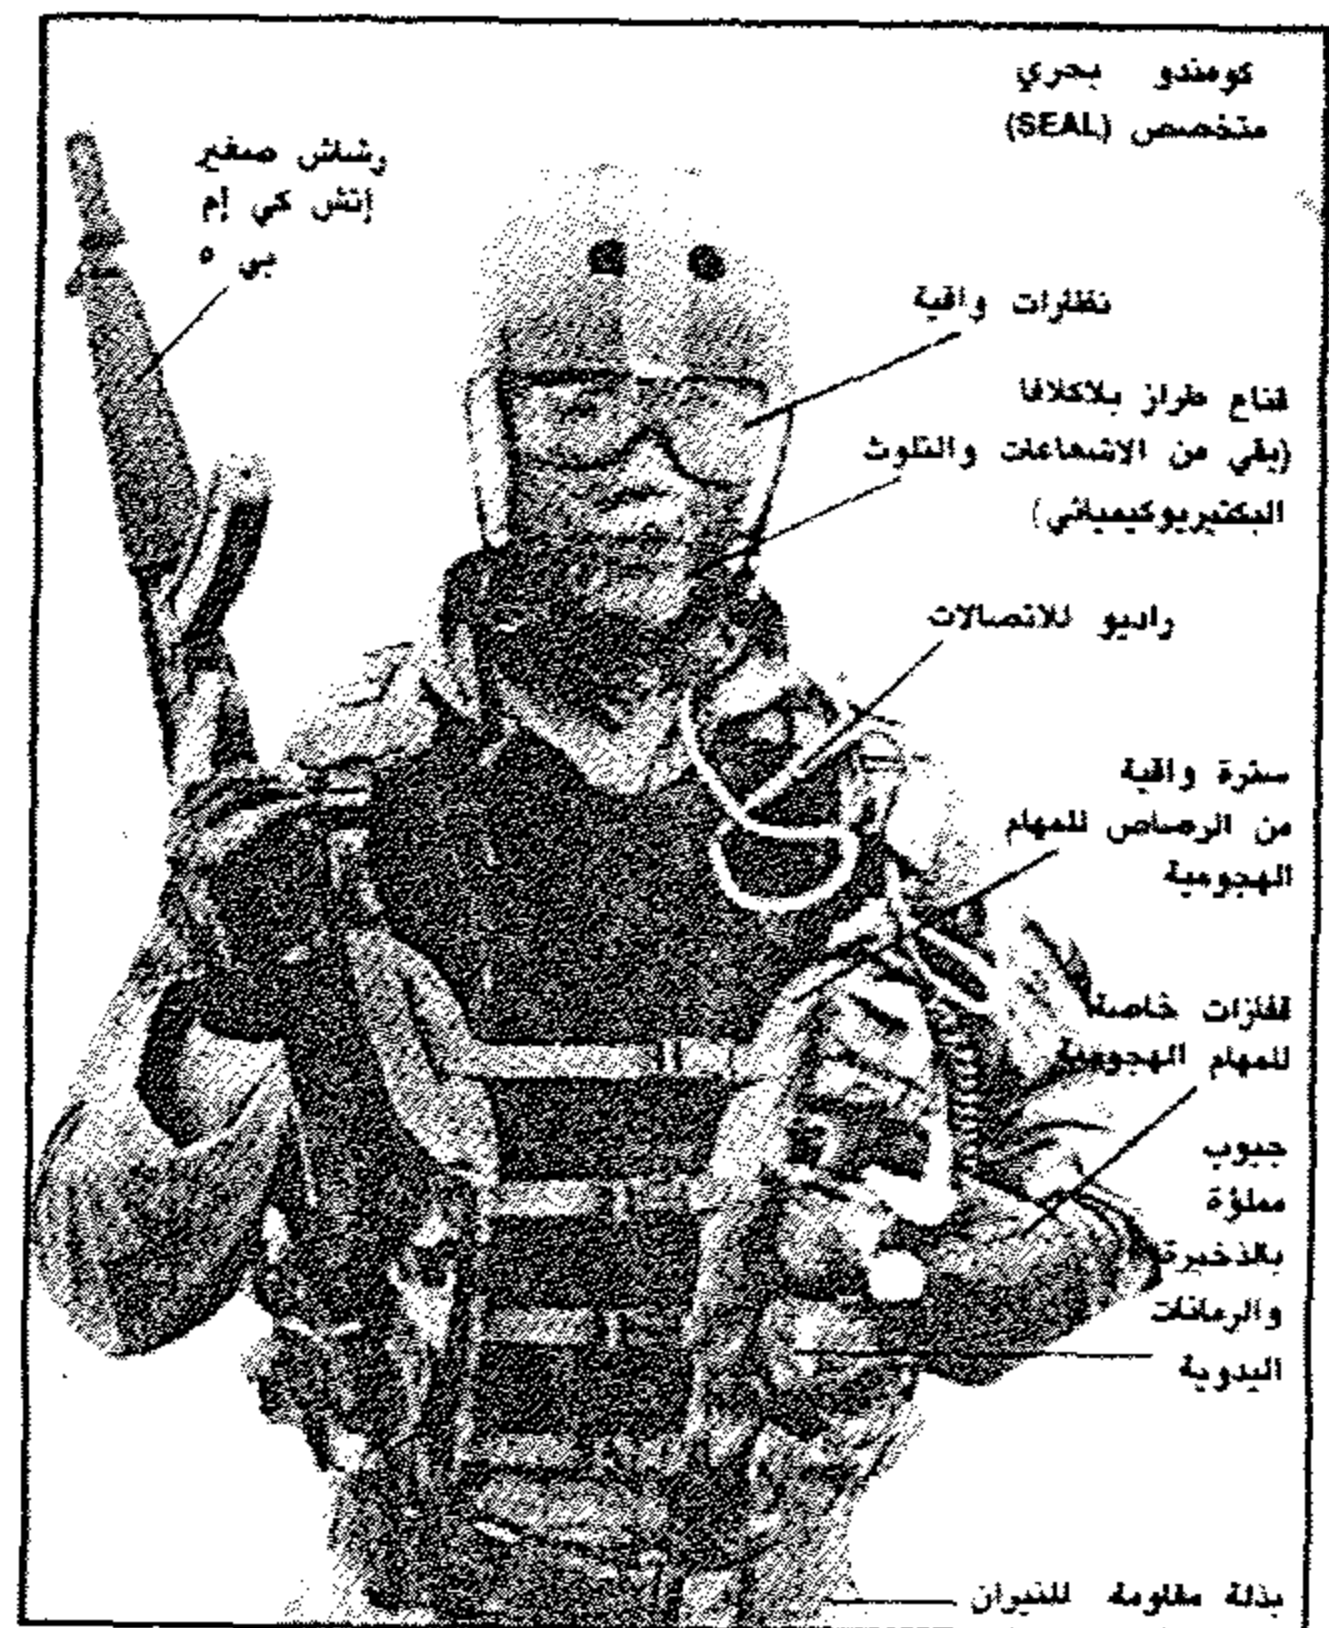 كومندو بحري
متخصص (SEAL)
رشاش صغير
إتش كي إم
بي ٥
نظارات واقية
قناع طراز بلاكلافا
(يقي من الاشعاعات والتلوث
البكتيريوكيميائي)
راديو للاتصالات
سترة واقية
من الرصاص للمهام
الهجومية
قفازات خاصة
للمهام الهجومية
جيوب
مملؤة
بالذخيرة
والرمانات
اليدوية
بذلة مقاومة للنيران